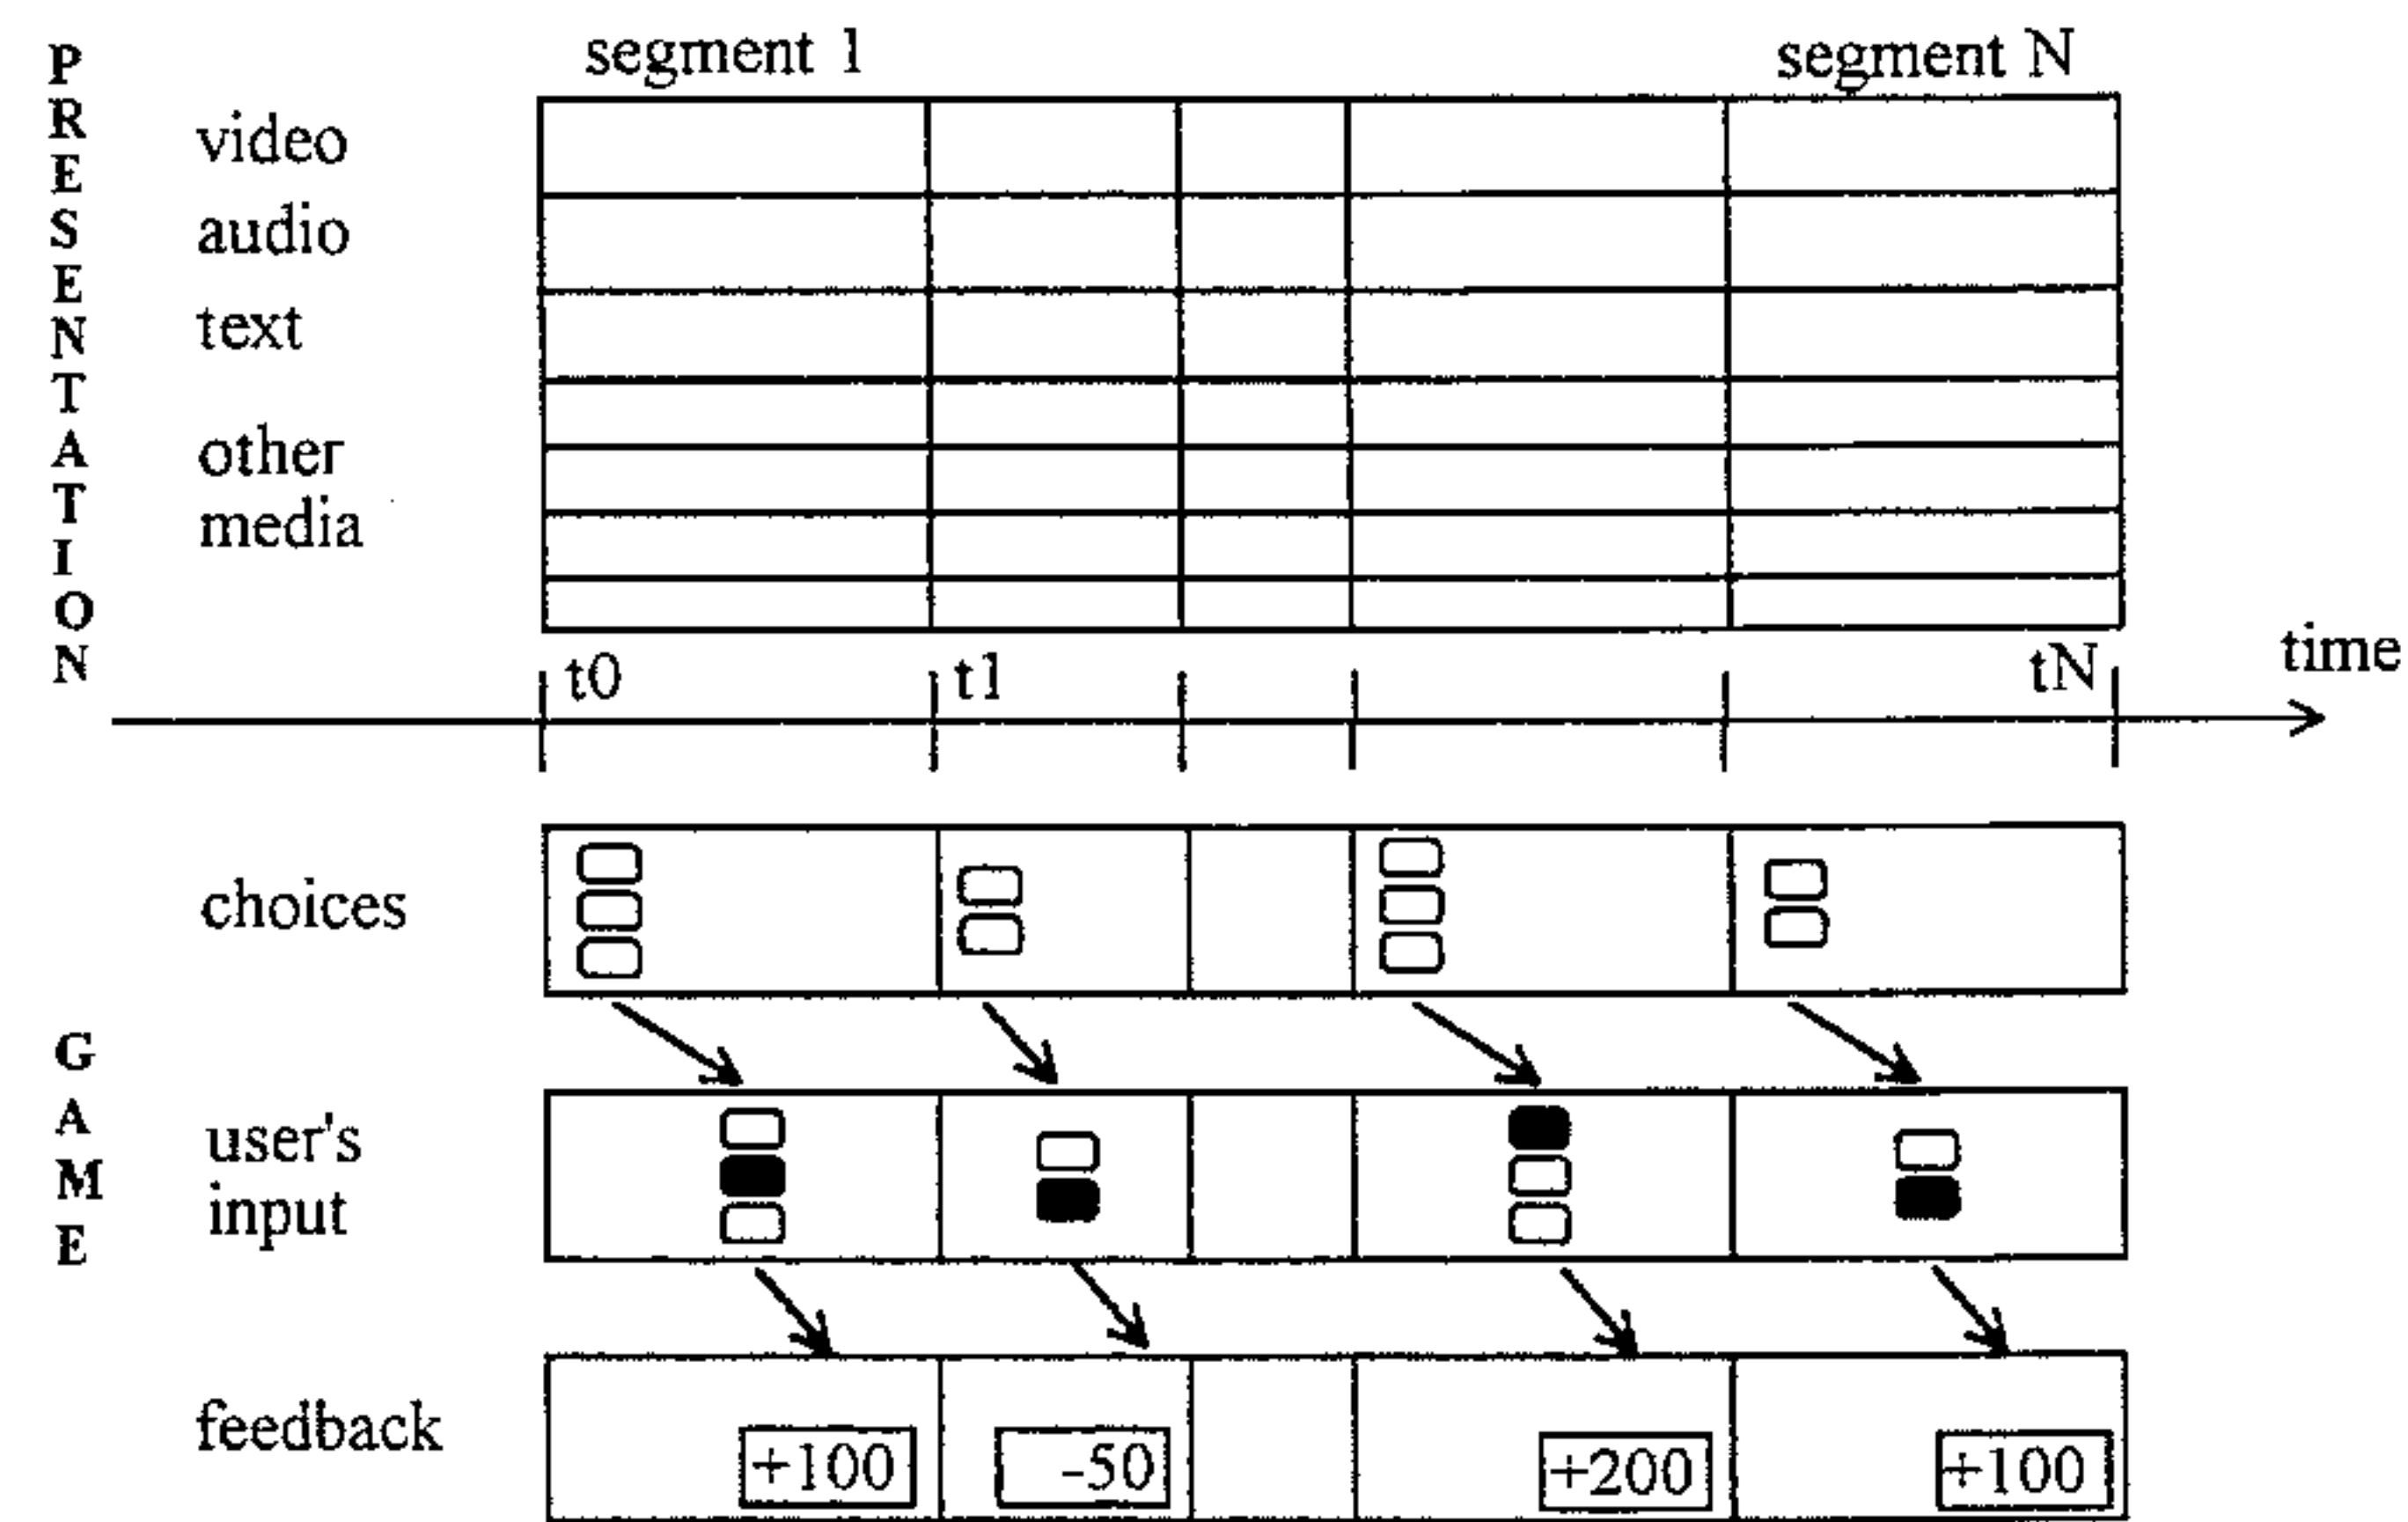 PRESENTATION
segment 1
segment N
video
audio
text
other
media
t0
t1
tN
time
GAME
choices
user's
input
feedback
+100
-50
+200
+100